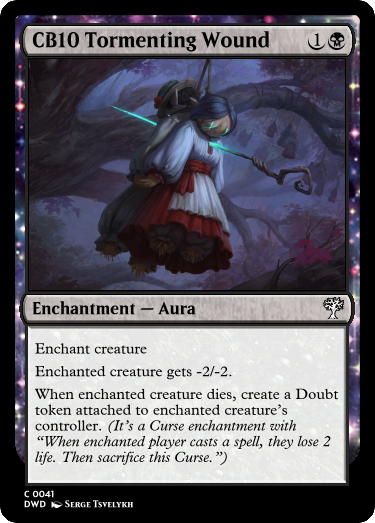 CB10 Tormenting Wound 1
Enchantment — Aura
Enchant creature
Enchanted creature gets -2/-2.
When enchanted creature dies, create a Doubt
token attached to enchanted creature's
controller. (It's a Curse enchantment with
“When enchanted player casts a spell, they lose 2
life. Then sacrifice this Curse.”)
C 0041
DWD Serge Tsvelykh